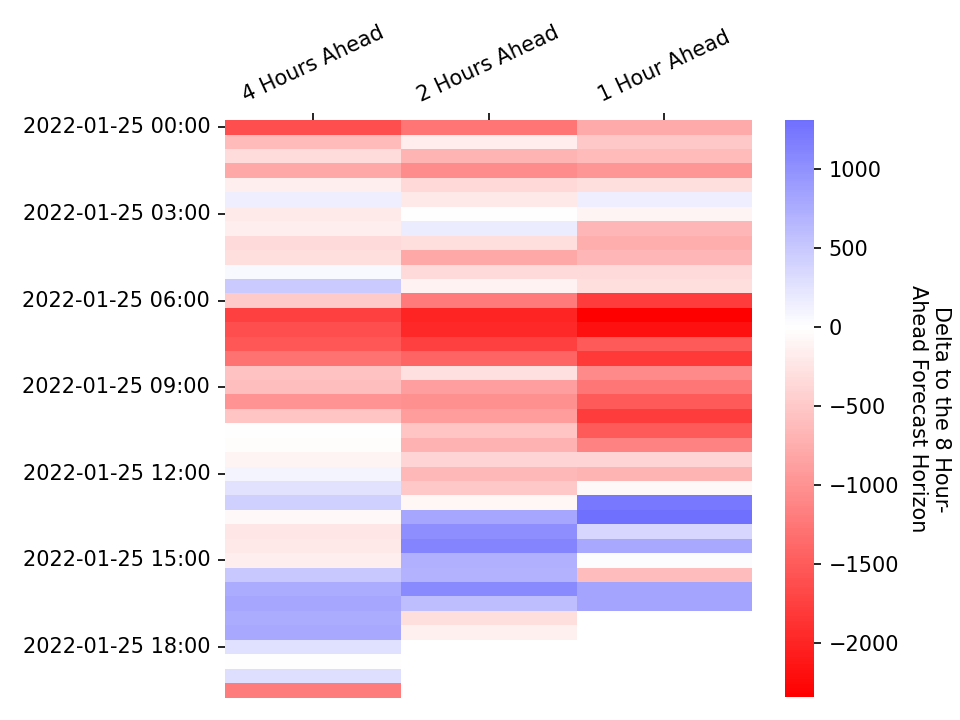 4 Hours Ahead
2 Hours Ahead
1 Hour Ahead
2022-01-25 00:00
2022-01-25 03:00
2022-01-25 06:00
2022-01-25 09:00
2022-01-25 12:00
2022-01-25 15:00
2022-01-25 18:00
1000
500
0
−500
−1000
−1500
−2000
Delta to the 8 Hour-
Ahead Forecast Horizon